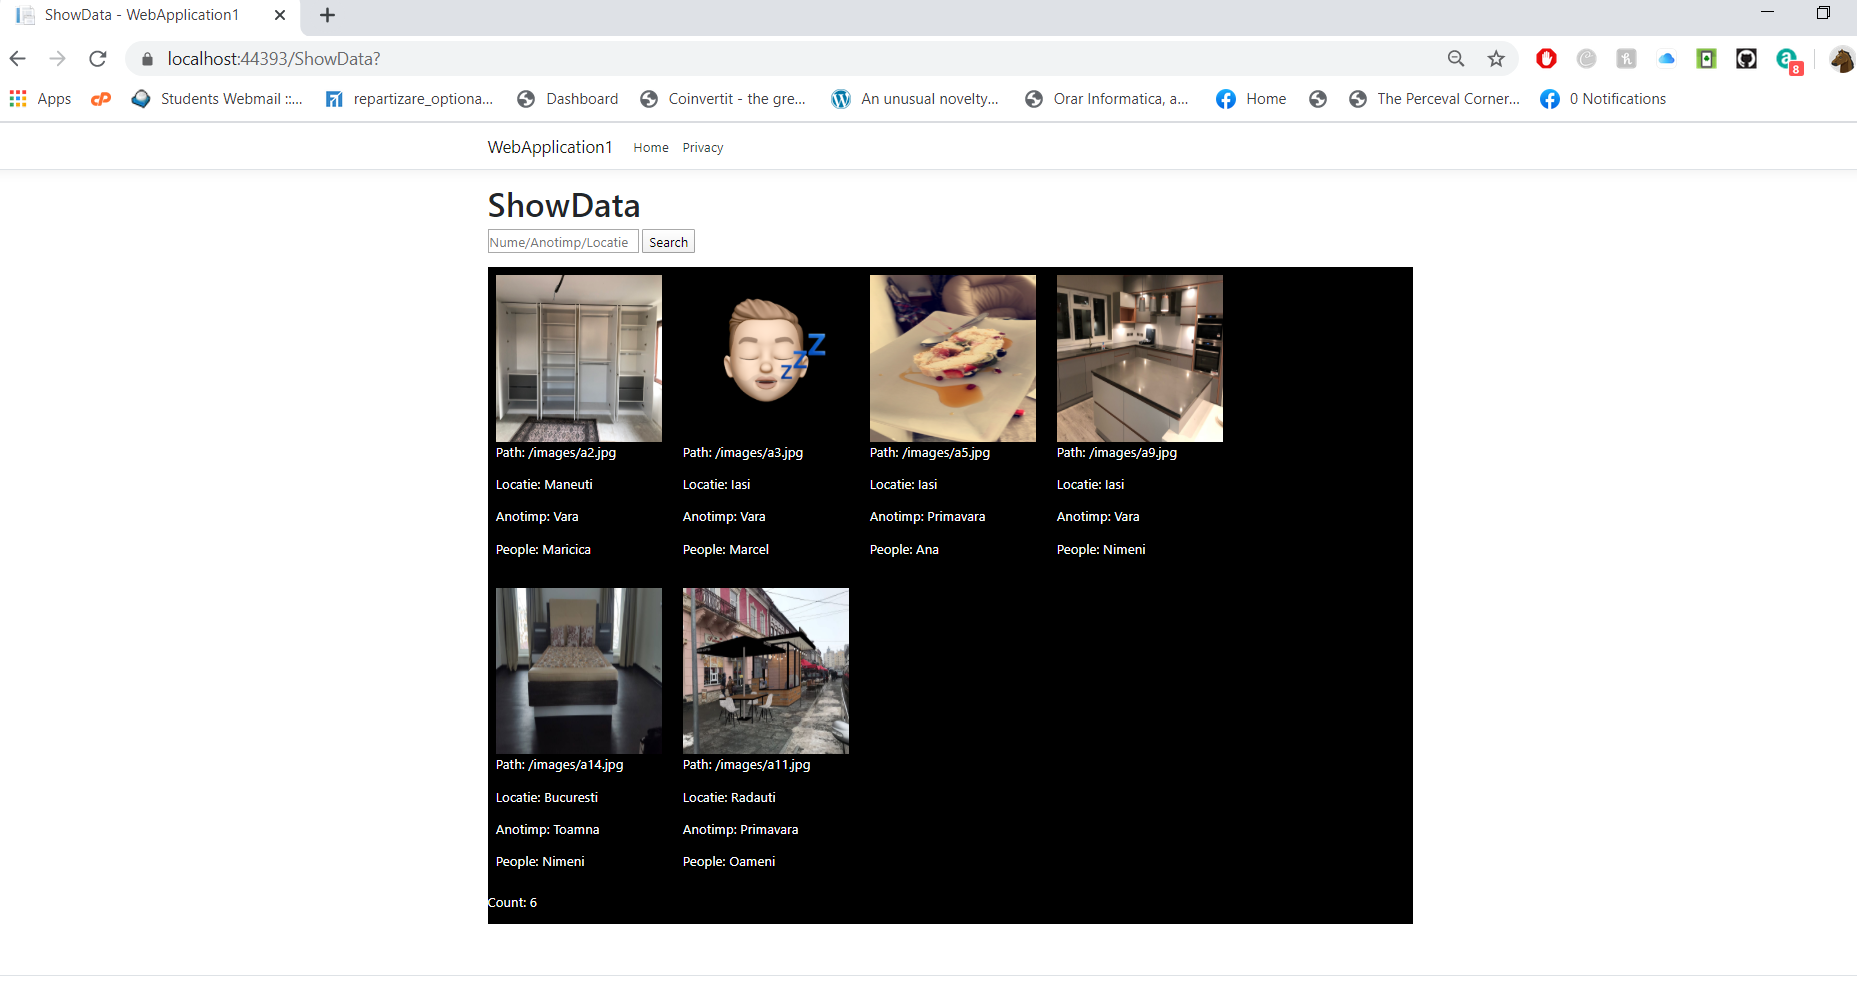 ShowData - WebApplication1
localhost:44393/ShowData?
8
Apps
Students Webmail ::...
repartizare_optiona...
Dashboard
Coinvertit - the gre...
An unusual novelty...
Orar Informatica, a...
Home
The Perceval Corner...
0 Notifications
WebApplication1 Home Privacy
ShowData
Nume/Anotimp/Locatie Search
z z Z
Path: /images/a2.jpg
Locatie: Maneuti
Anotimp: Vara
People: Maricica
Path: /images/a3.jpg
Locatie: Iasi
Anotimp: Vara
People: Marcel
Path: /images/a5.jpg
Locatie: Iasi
Anotimp: Primavara
People: Ana
Path: /images/a9.jpg
Locatie: Iasi
Anotimp: Vara
People: Nimeni
Path: /images/a14.jpg
Locatie: Bucuresti
Anotimp: Toamna
People: Nimeni
Path: /images/a11.jpg
Locatie: Radauti
Anotimp: Primavara
People: Oameni
Count: 6